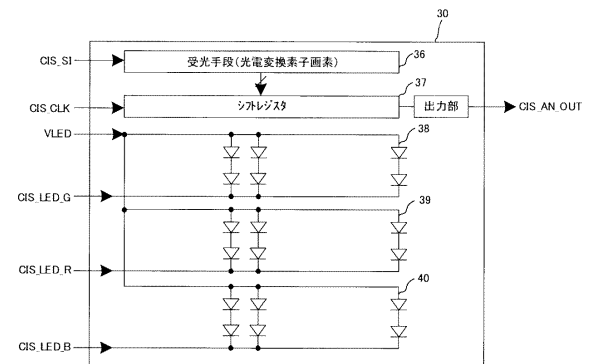 30
CIS_SI
受光手段(光電変換素子画素)
36
37
CIS_CLK
シフトレジスタ
出力部
CIS_AN_OUT
VLED
38
CIS_LED_G
39
CIS_LED_R
40
CIS_LED_B